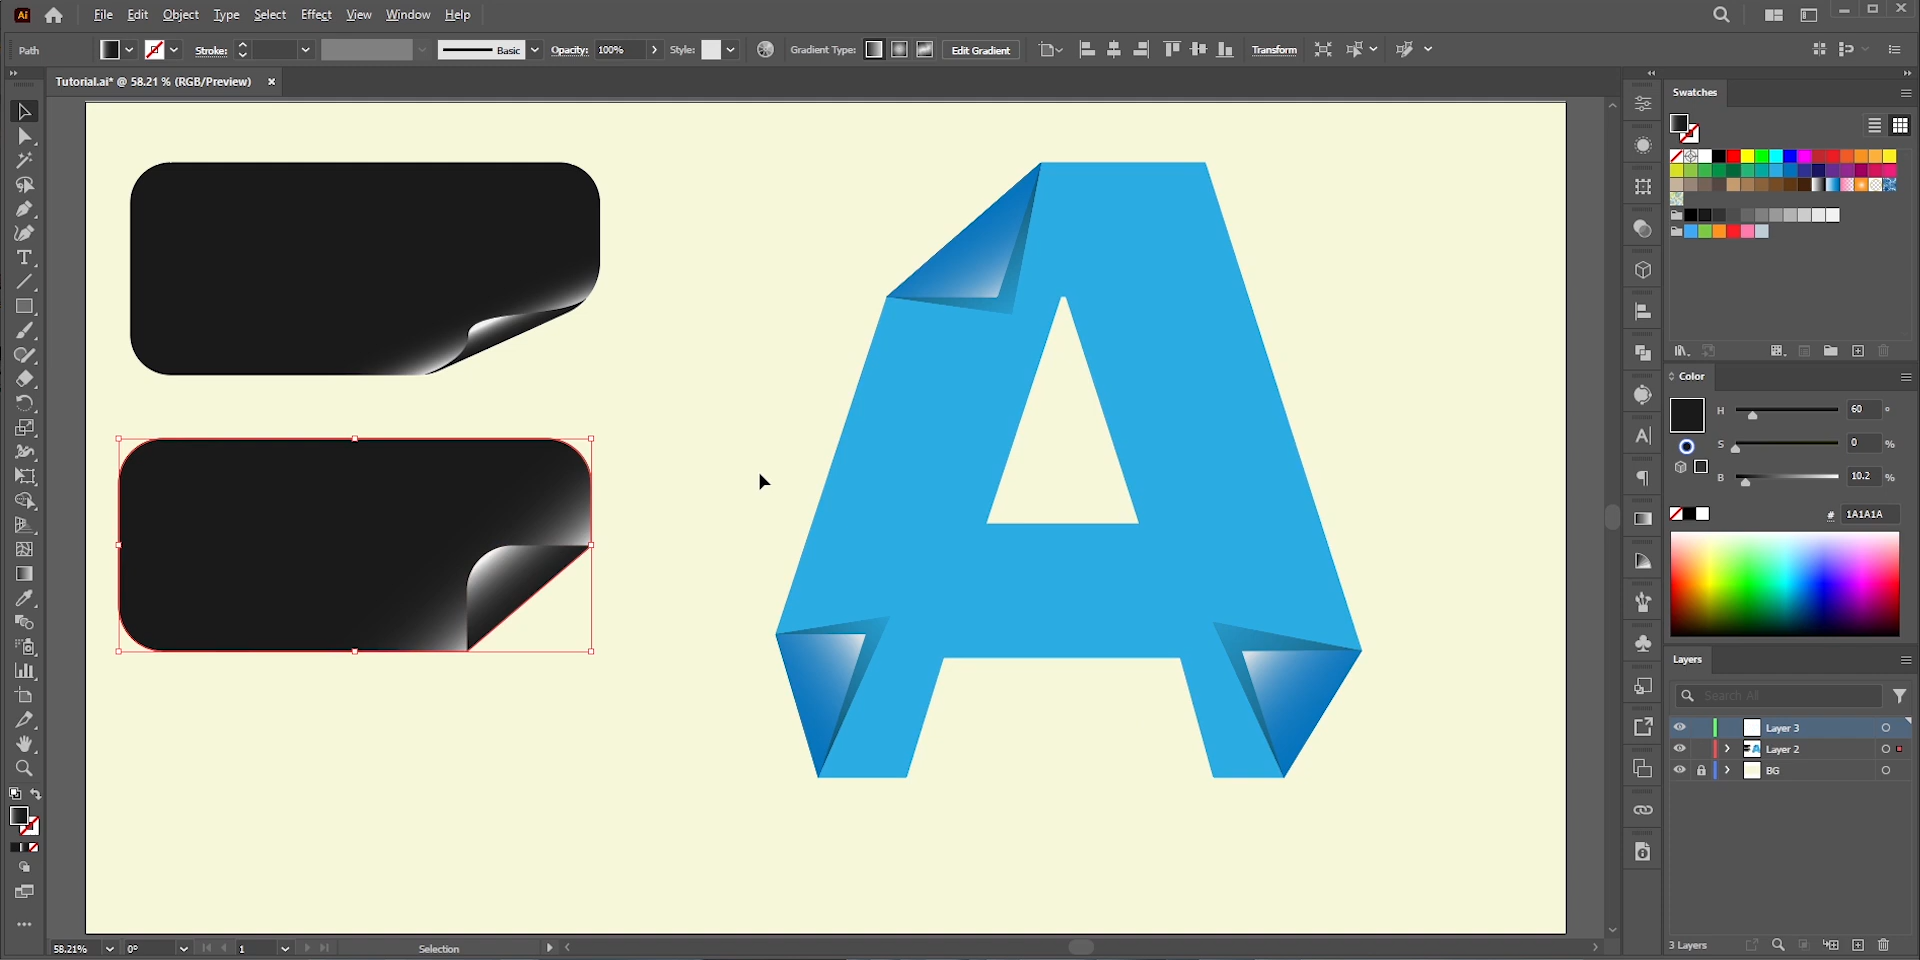 Ai File Edit Object Type Select Effect View Window Help
Path Stroke: Basic Opacity: 100% Style: Gradient Type: Edit Gradient Transform
Tutorial.ai* @ 58.21 % (RGB/Preview) ×
Swatches
Color
H 60 °
S 0 %
B 10.2 %
# 1A1A1A
Layers
Search All
Layer 3
Layer 2
BG
A
58.21% 0° 1 Selection
3 Layers